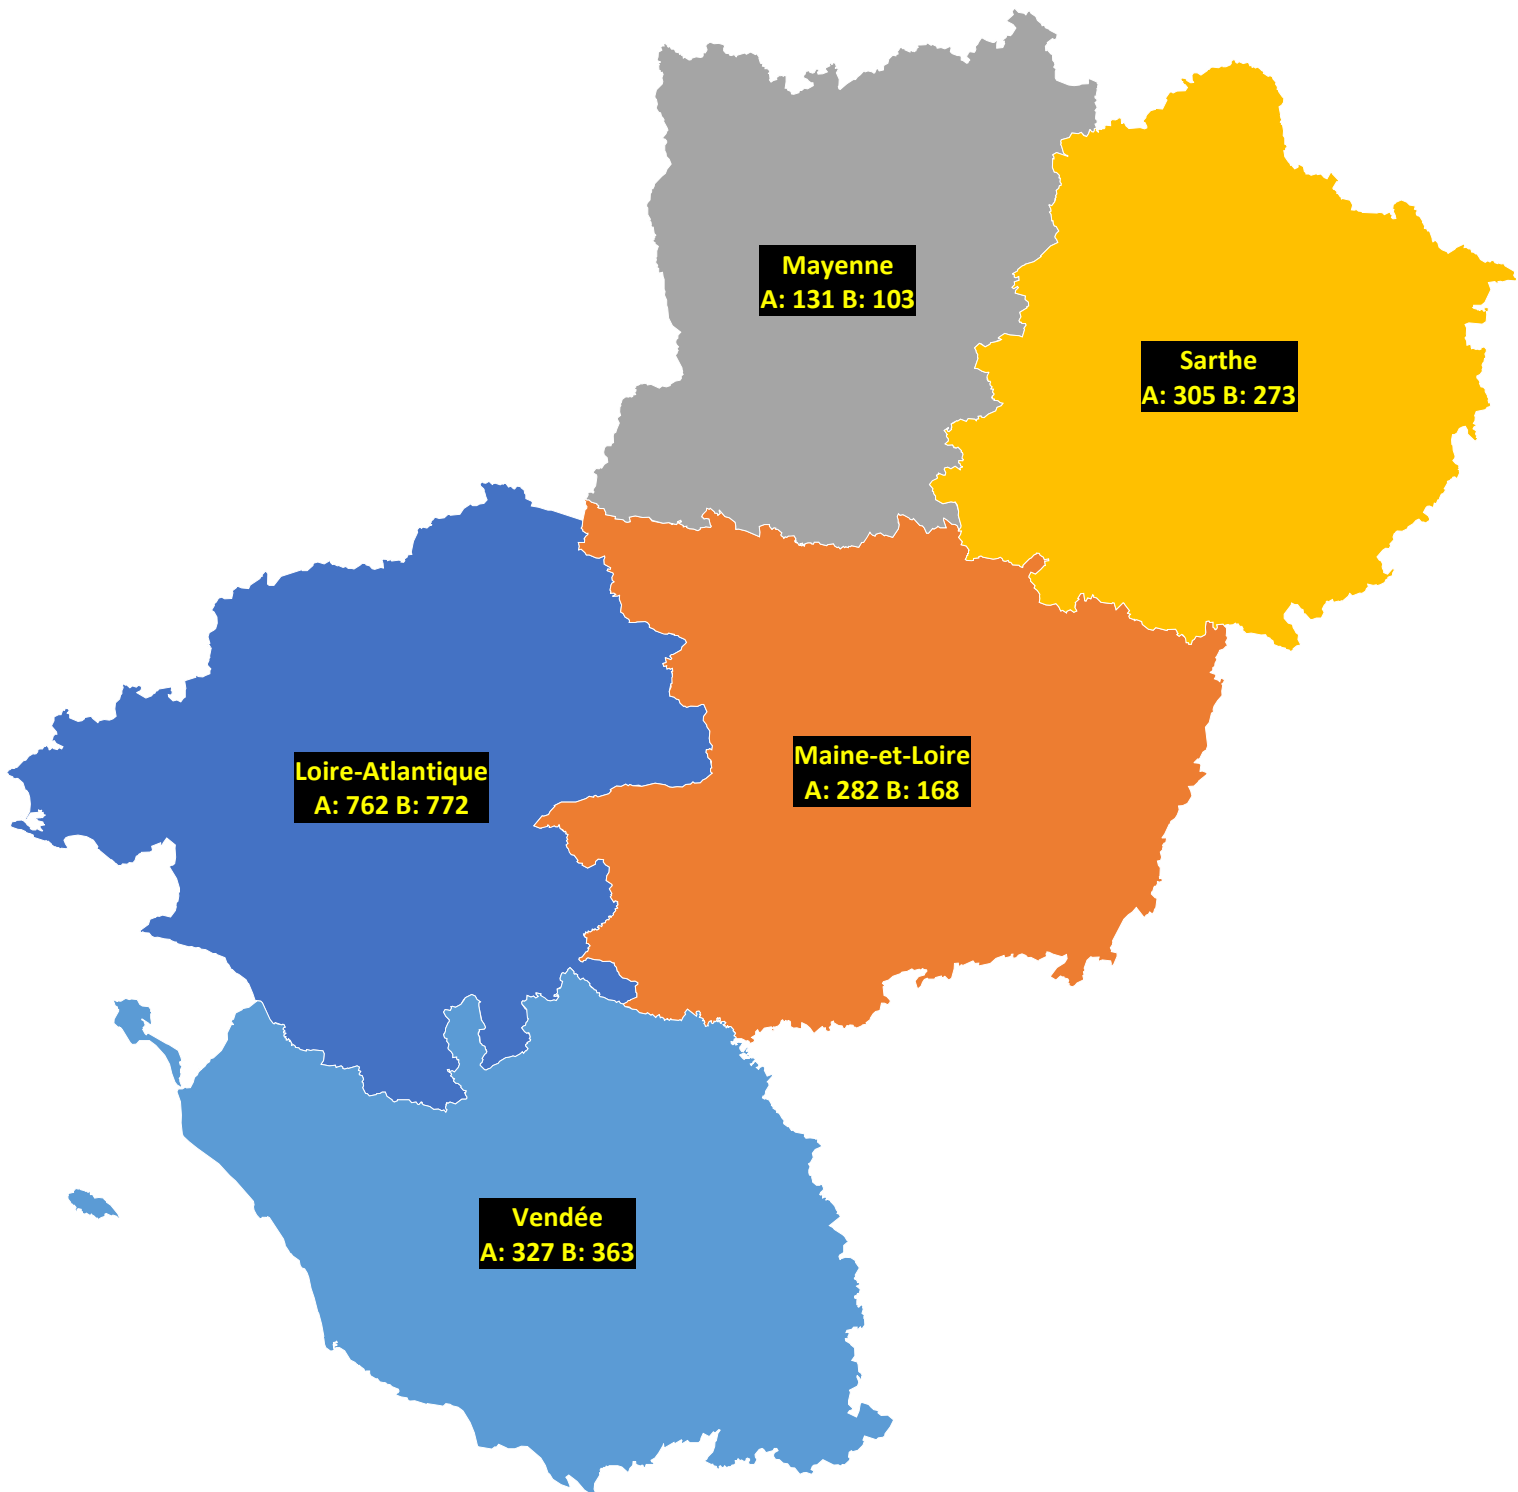 Mayenne
A: 131 B: 103
Sarthe
A: 305 B: 273
Loire-Atlantique
A: 762 B: 772
Maine-et-Loire
A: 282 B: 168
Vendée
A: 327 B: 363